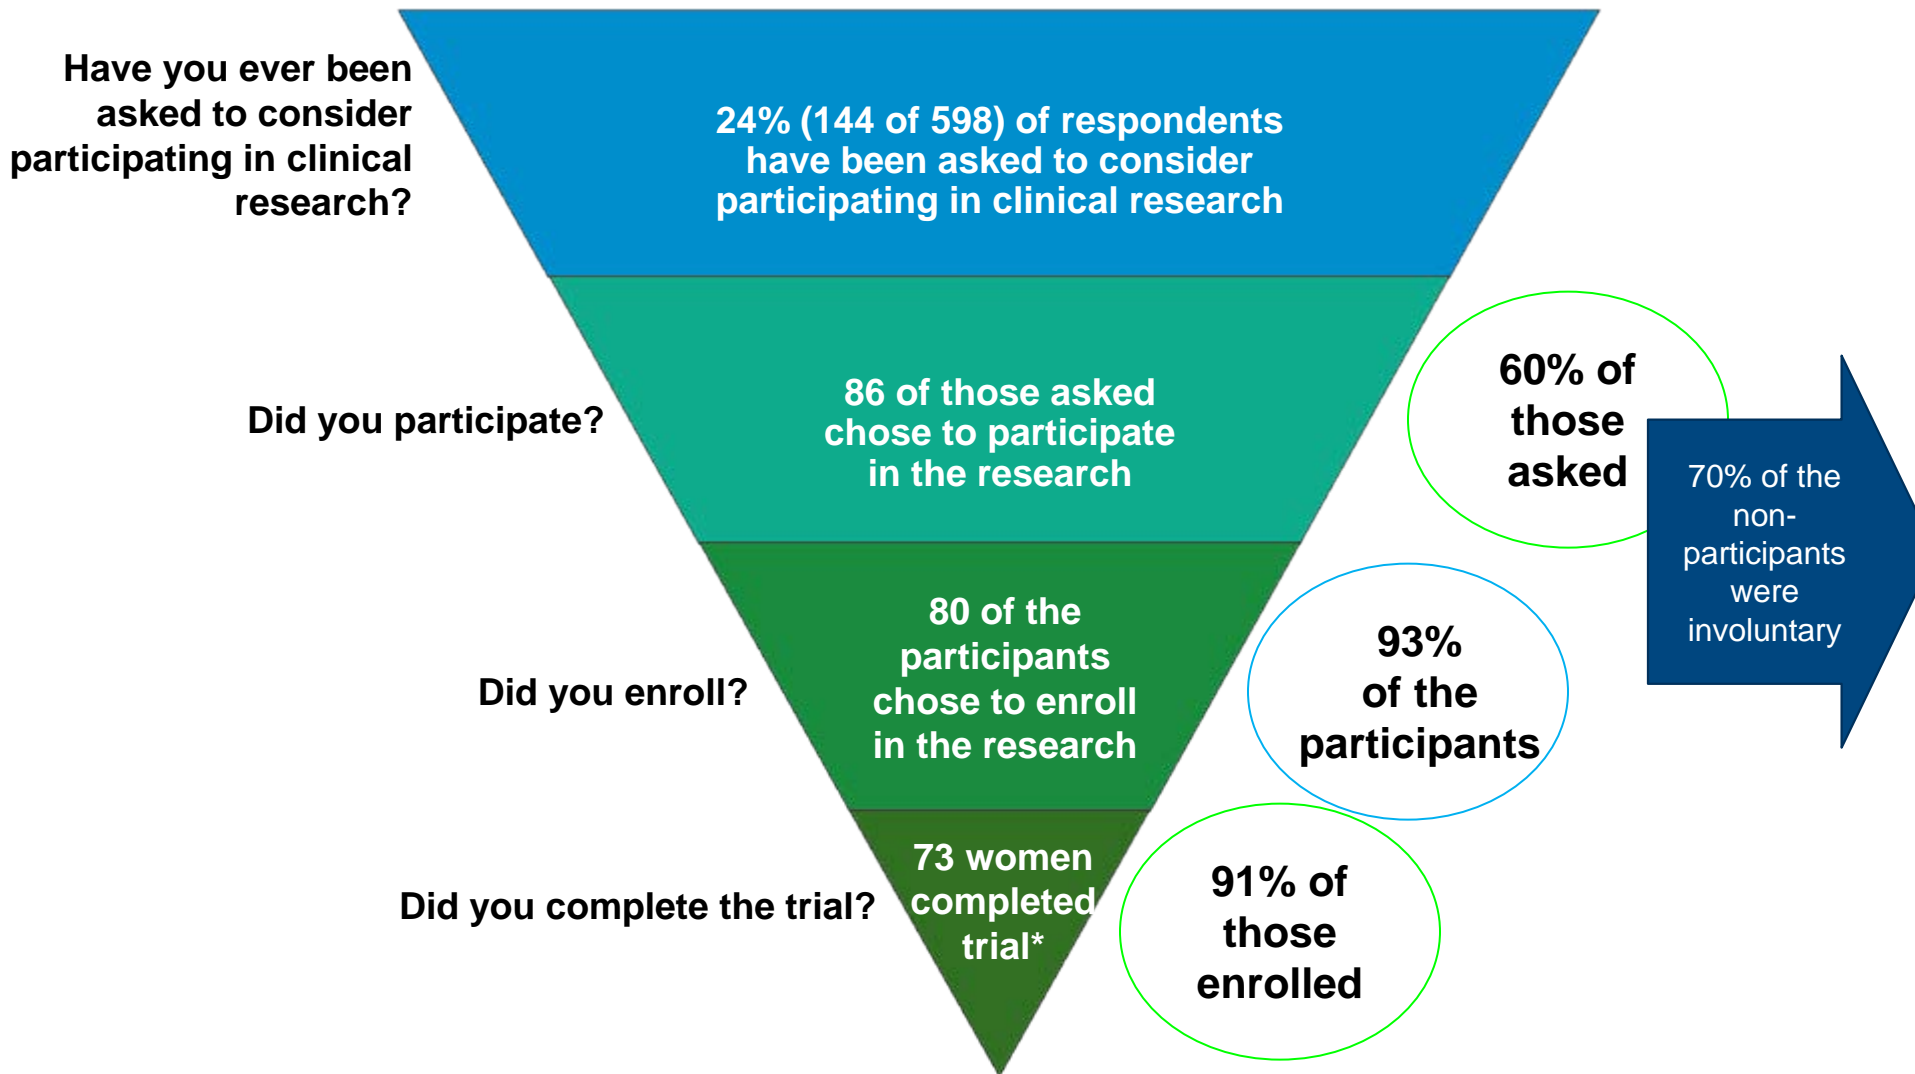 Have you ever been
asked to consider
participating in clinical
research?
24% (144 of 598) of respondents
have been asked to consider
participating in clinical research
Did you participate?
86 of those asked
chose to participate
in the research
60% of
those
asked
70% of the
non-
participants
were
involuntary
Did you enroll?
80 of the
participants
chose to enroll
in the research
93%
of the
participants
Did you complete the trial?
73 women
completed
trial*
91% of
those
enrolled